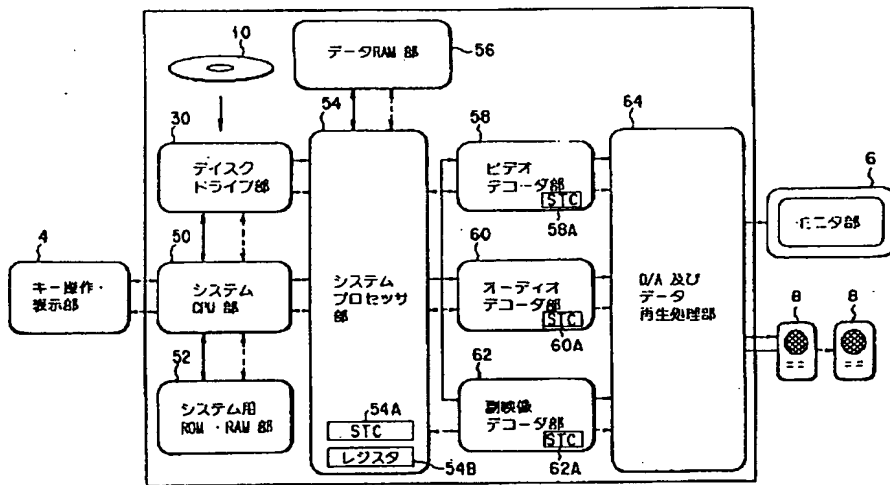 10
データRAM 部
56
30
ディスク
ドライブ部
54
58
ビデオ
デコーダ部
STC
58A
64
6
モニタ部
4
キー操作・
表示部
50
システム
CPU 部
システム
プロセッサ
部
60
オーディオ
デコーダ部
STC
60A
D/A 及び
データ
再生処理部
8
8
52
システム用
ROM・RAM 部
54A
STC
レジスタ
54B
62
副映像
デコーダ部
STC
62A